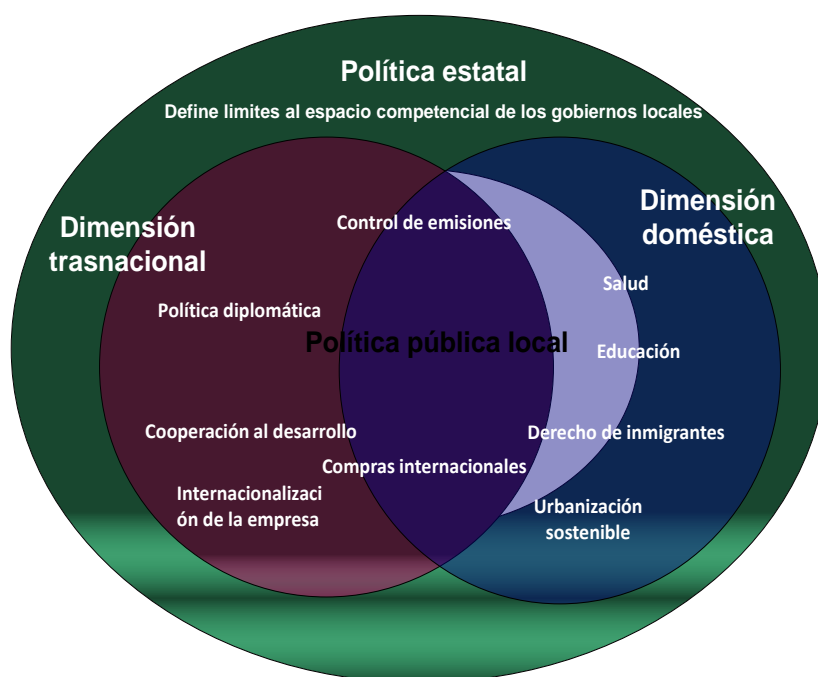 Política estatal
Define limites al espacio competencial de los gobiernos locales
Dimensión
trasnacional
Dimensión
doméstica
Control de emisiones
Salud
Política diplomática
Política pública local
Educación
Cooperación al desarrollo
Derecho de inmigrantes
Compras internacionales
Internacionalizaci
ón de la empresa
Urbanización
sostenible